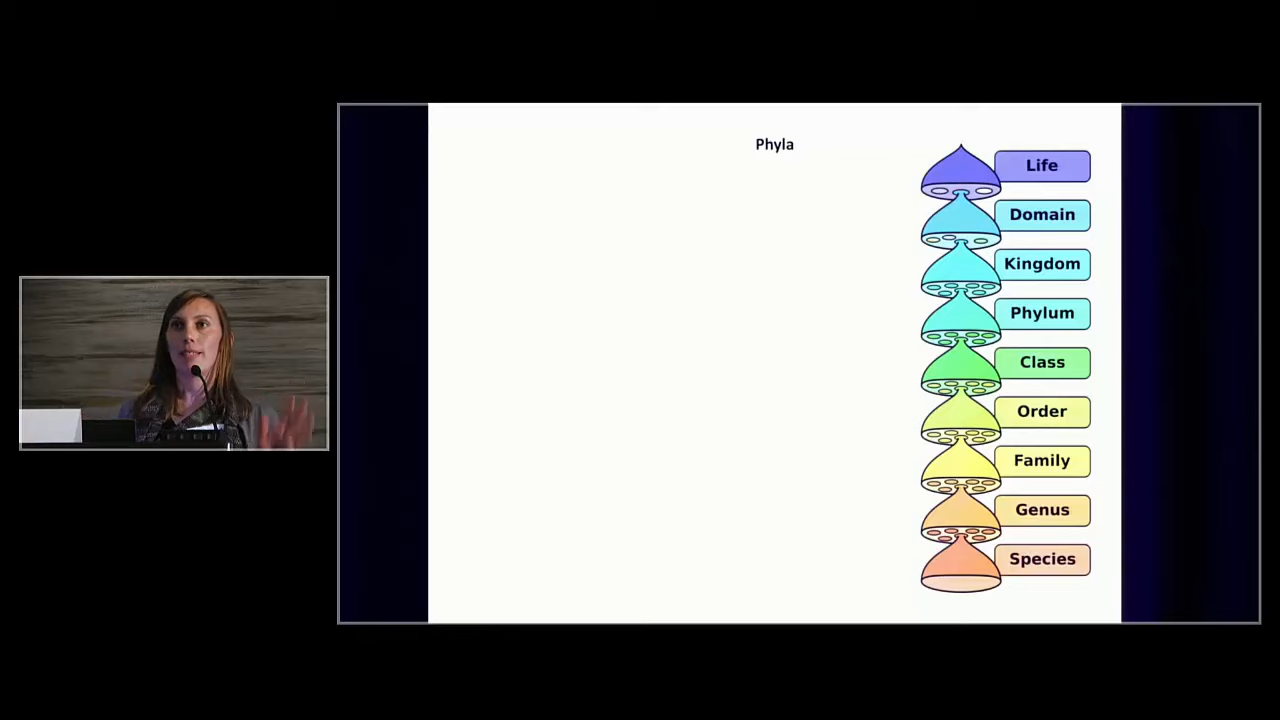 Phyla
Life
Domain
Kingdom
Phylum
Class
Order
Family
Genus
Species